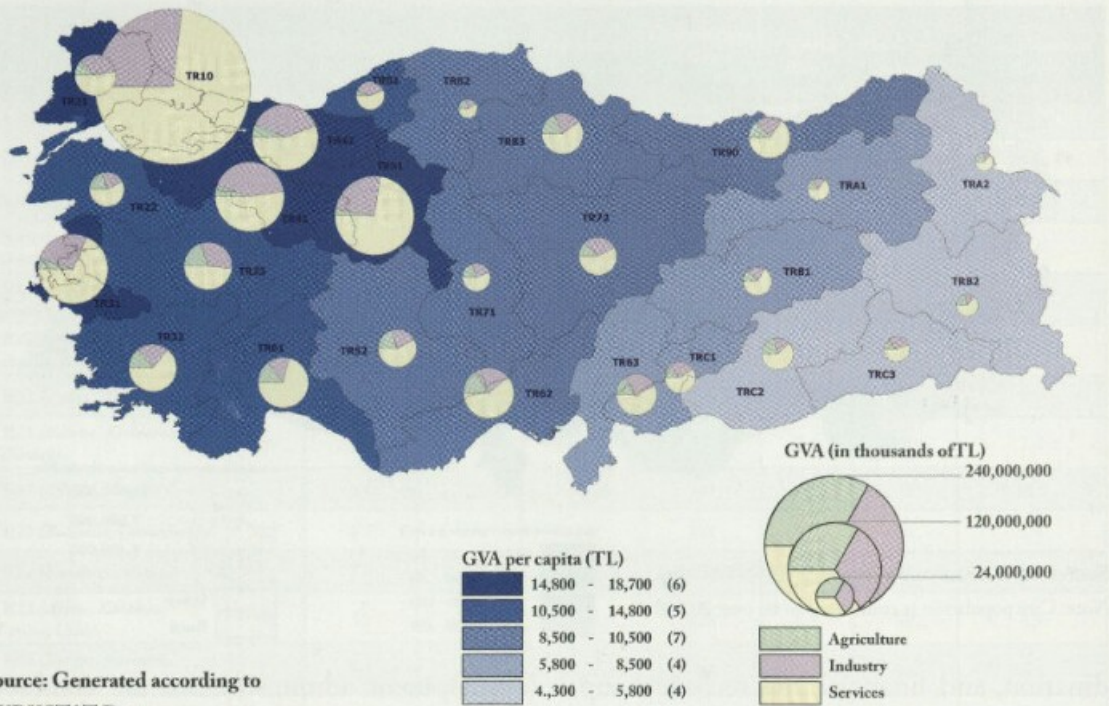 TR10
TR21
TR81
TR82
TR42
TR83
TR90
TR51
TRA1
TRA2
TR22
TR41
TR72
TR33
TRB1
TRB2
TR31
TR71
TR32
TR61
TR52
TR63
TRC1
TRC3
TR62
TRC2
GVA (in thousands of TL)
240,000,000
120,000,000
24,000,000
GVA per capita (TL)
14,800 - 18,700 (6)
10,500 - 14,800 (5)
8,500 - 10,500 (7)
5,800 - 8,500 (4)
4.,300 5,800 (4)
Agriculture
Industry
Services
ource: Generated according to